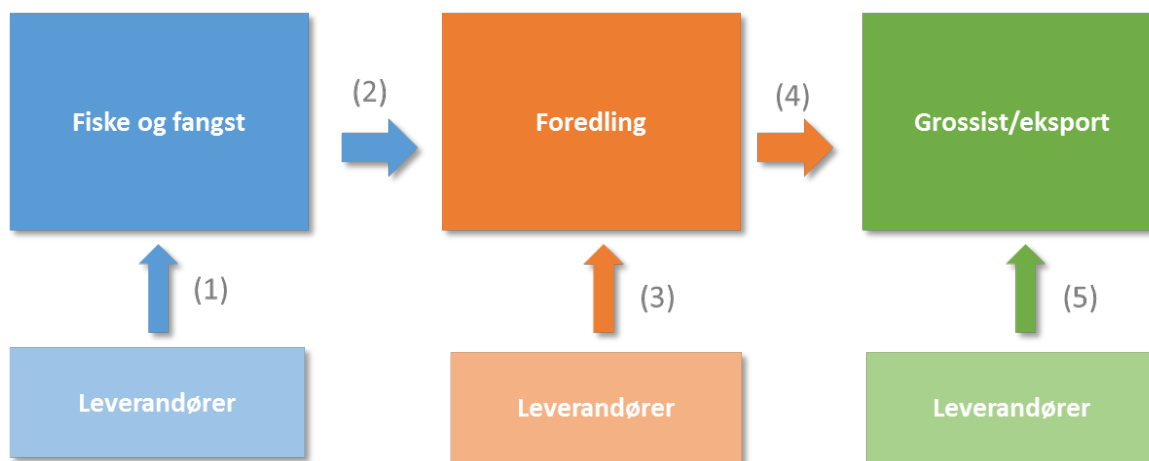 Fiske og fangst
(2)
Foredling
(4)
Grossist/eksport
(1)
(3)
(5)
Leverandører
Leverandører
Leverandører